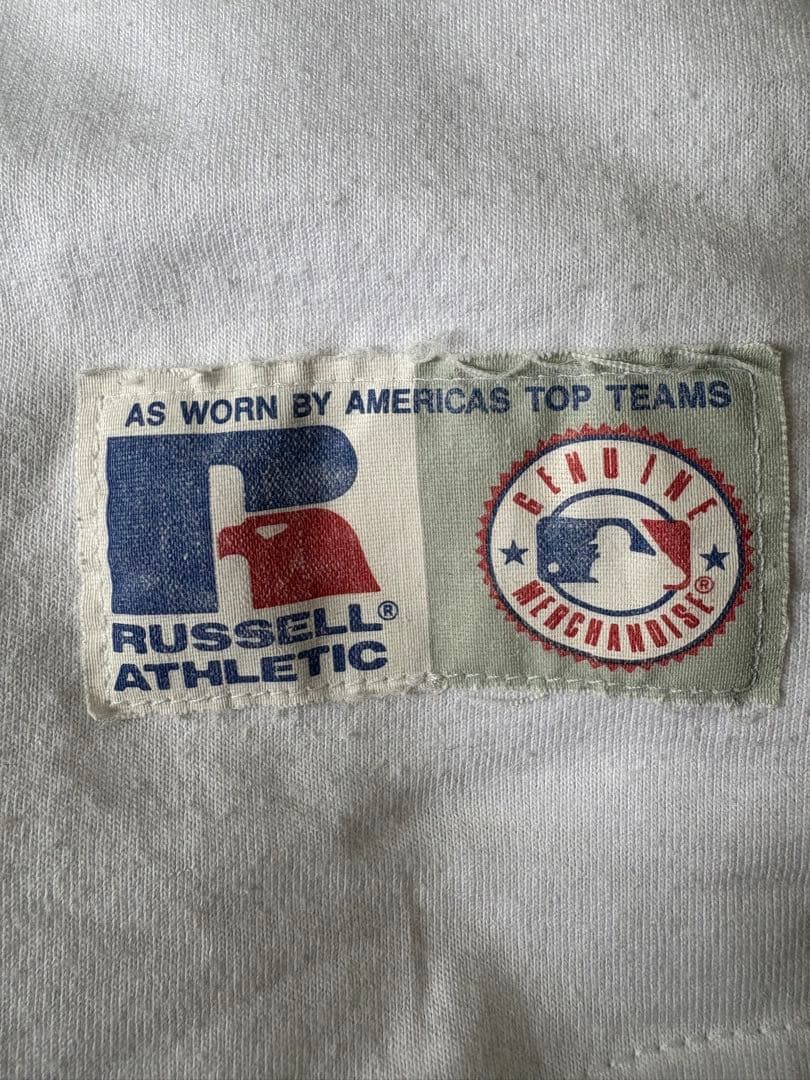 AS WORN BY AMERICAS TOP TEAMS
RUSSELL®
ATHLETIC
GENUINE
MERCHANDISE®